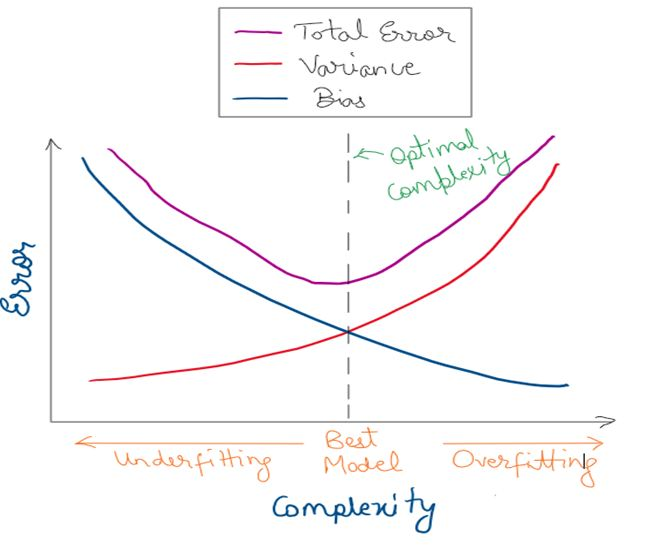 Total Error
Variance
Bias
Optimal
Complexity
Error
Underfitting
Best
Model
Overfitting
Complexity